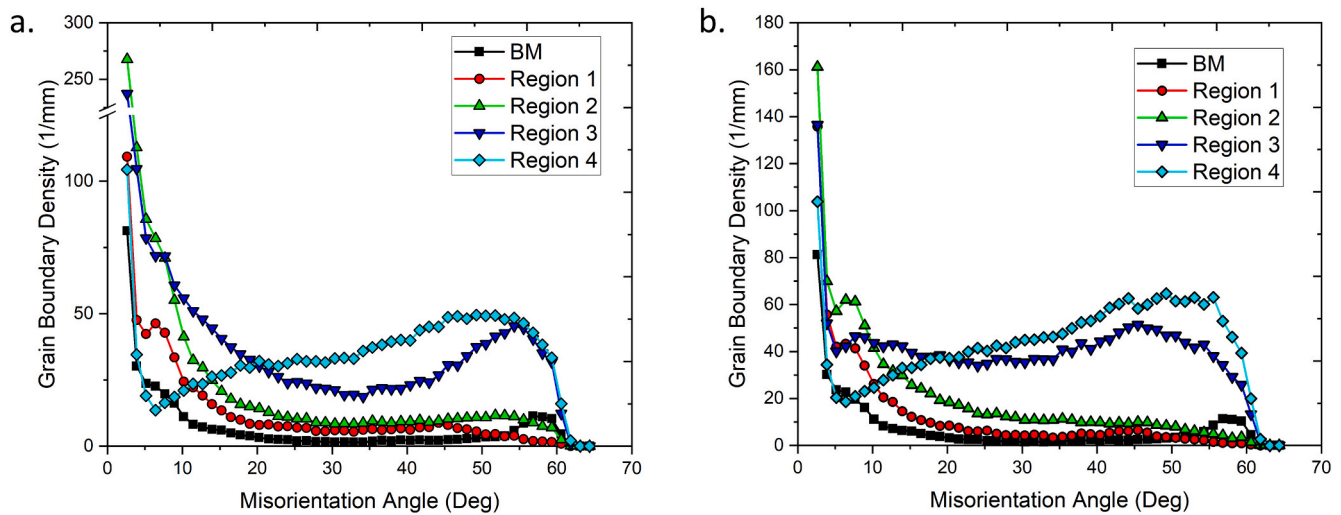 a.
300
250
100
50
0
0
10
20
30
40
50
60
70
Grain Boundary Density (1/mm)
Misorientation Angle (Deg)
BM
Region 1
Region 2
Region 3
Region 4
b.
180
160
140
120
100
80
60
40
20
0
0
10
20
30
40
50
60
70
Grain Boundary Density (1/mm)
Misorientation Angle (Deg)
BM
Region 1
Region 2
Region 3
Region 4